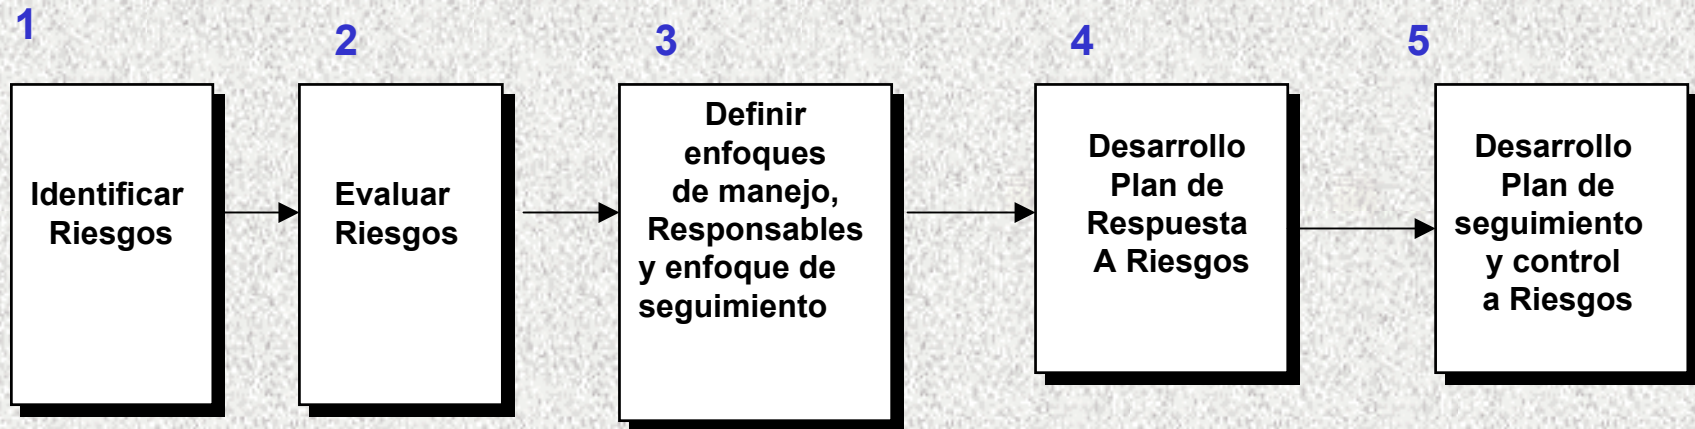 1
2
3
4
5
Identificar
Riesgos
Evaluar
Riesgos
Definir
enfoques
de manejo,
Responsables
y enfoque de
seguimiento
Desarrollo
Plan de
Respuesta
A Riesgos
Desarrollo
Plan de
seguimiento
y control
a Riesgos